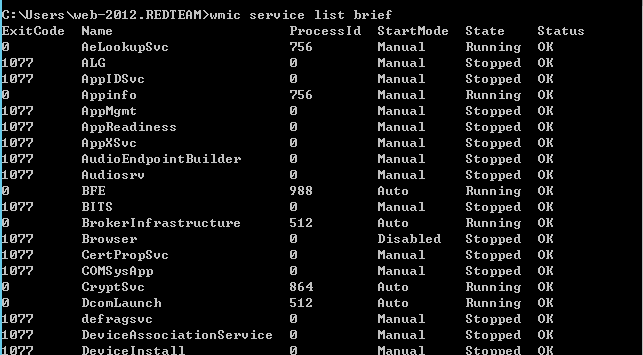 C:\Users\web-2012.REDTEAM>wmic service list brief
ExitCode  Name                      ProcessId  StartMode  State    Status
0         AeLookupSvc               756        Manual     Running  OK
1077      ALG                       0          Manual     Stopped  OK
1077      AppIDSvc                  0          Manual     Stopped  OK
0         Appinfo                   756        Manual     Running  OK
1077      AppMgmt                   0          Manual     Stopped  OK
1077      AppReadiness              0          Manual     Stopped  OK
1077      AppXSvc                   0          Manual     Stopped  OK
1077      AudioEndpointBuilder      0          Manual     Stopped  OK
1077      Audiosrv                  0          Manual     Stopped  OK
0         BFE                       988        Auto       Running  OK
1077      BITS                      0          Manual     Stopped  OK
0         BrokerInfrastructure      512        Auto       Running  OK
1077      Browser                   0          Disabled   Stopped  OK
1077      CertPropSvc               0          Manual     Stopped  OK
1077      COMSysApp                 0          Manual     Stopped  OK
0         CryptSvc                  864        Auto       Running  OK
0         DcomLaunch                512        Auto       Running  OK
1077      defragsvc                 0          Manual     Stopped  OK
1077      DeviceAssociationService  0          Manual     Stopped  OK
1077      DeviceInstall             0          Manual     Stopped  OK